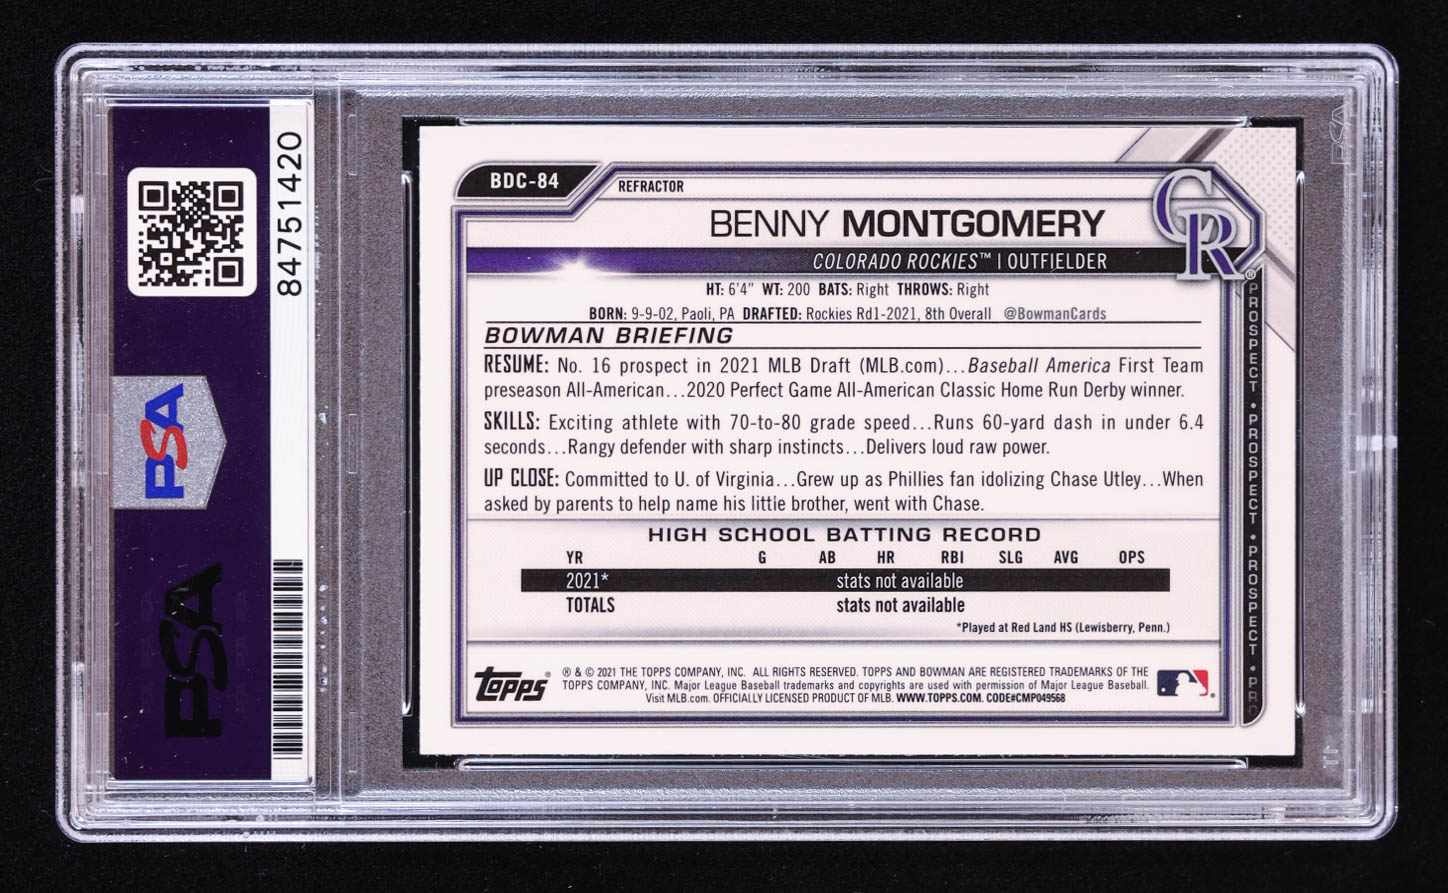 84751420
PSA
PSA
BDC-84
REFRACTOR
BENNY MONTGOMERY
COLORADO ROCKIES™ | OUTFIELDER
CR®
HT: 6'4" WT: 200 BATS: Right THROWS: Right
BORN: 9-9-02, Paoli, PA DRAFTED: Rockies Rd1-2021, 8th Overall @BowmanCards
BOWMAN BRIEFING
RESUME: No. 16 prospect in 2021 MLB Draft (MLB.com)...Baseball America First Team
preseason All-American...2020 Perfect Game All-American Classic Home Run Derby winner.
SKILLS: Exciting athlete with 70-to-80 grade speed...Runs 60-yard dash in under 6.4
seconds...Rangy defender with sharp instincts...Delivers loud raw power.
UP CLOSE: Committed to U. of Virginia...Grew up as Phillies fan idolizing Chase Utley...When
asked by parents to help name his little brother, went with Chase.
HIGH SCHOOL BATTING RECORD
YR G AB HR RBI SLG AVG OPS
2021* stats not available
TOTALS stats not available
*Played at Red Land HS (Lewisberry, Penn.)
topps®
® & © 2021 THE TOPPS COMPANY, INC. ALL RIGHTS RESERVED. TOPPS AND BOWMAN ARE REGISTERED TRADEMARKS OF THE
TOPPS COMPANY, INC. Major League Baseball trademarks and copyrights are used with permission of Major League Baseball.
Visit MLB.com. OFFICIALLY LICENSED PRODUCT OF MLB. WWW.TOPPS.COM. CODE#CMP049568
PROSPECT • PROSPECT • PROSPECT • PRO
PSA